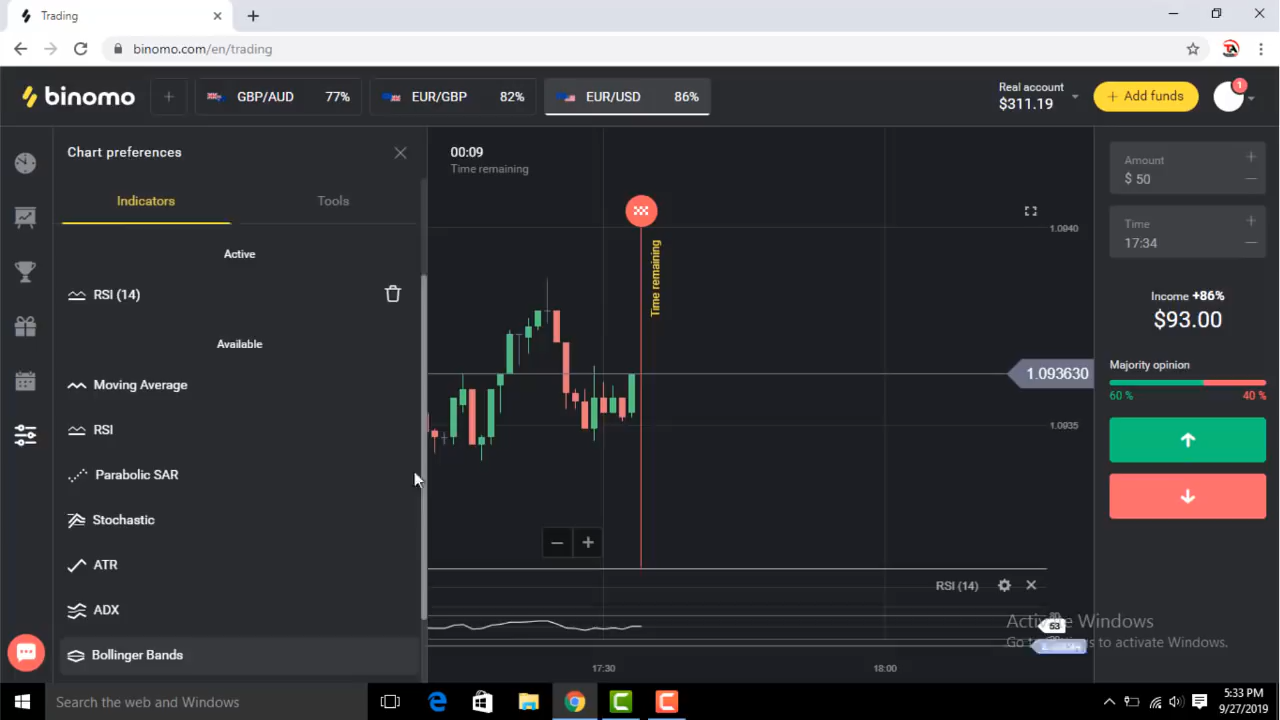 Trading
binomo.com/en/trading
binomo
GBP/AUD 77%
EUR/GBP 82%
EUR/USD 86%
Real account
$311.19
+ Add funds
1
Chart preferences
Indicators
Tools
Active
RSI (14)
Available
Moving Average
RSI
Parabolic SAR
Stochastic
ATR
ADX
Bollinger Bands
00:09
Time remaining
Time remaining
1.0940
1.093630
1.0935
RSI (14)
53
17:30
18:00
Amount
$ 50
Time
17:34
Income +86%
$93.00
Majority opinion
60 %
40 %
Activate Windows
Go to Settings to activate Windows.
Search the web and Windows
5:33 PM
9/27/2019